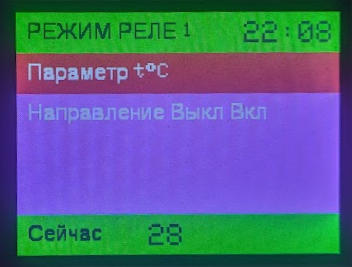 РЕЖИМ РЕЛЕ 1 22:08
Параметр t°C
Направление Выкл Вкл
Сейчас 28